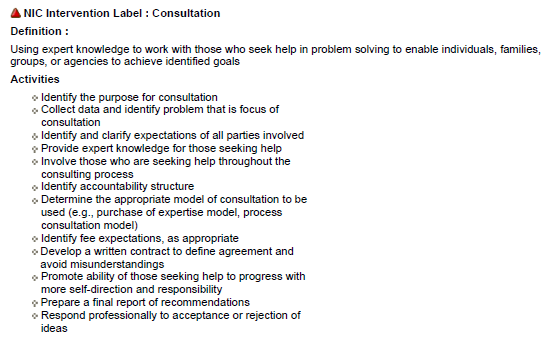 NIC Intervention Label : Consultation
Definition :
Using expert knowledge to work with those who seek help in problem solving to enable individuals, families,
groups, or agencies to achieve identified goals
Activities
Identify the purpose for consultation
Collect data and identify problem that is focus of
consultation
Identify and clarify expectations of all parties involved
Provide expert knowledge for those seeking help
Involve those who are seeking help throughout the
consulting process
Identify accountability structure
Determine the appropriate model of consultation to be
used (e.g., purchase of expertise model, process
consultation model)
Identify fee expectations, as appropriate
Develop a written contract to define agreement and
avoid misunderstandings
Promote ability of those seeking help to progress with
more self-direction and responsibility
Prepare a final report of recommendations
Respond professionally to acceptance or rejection of
ideas